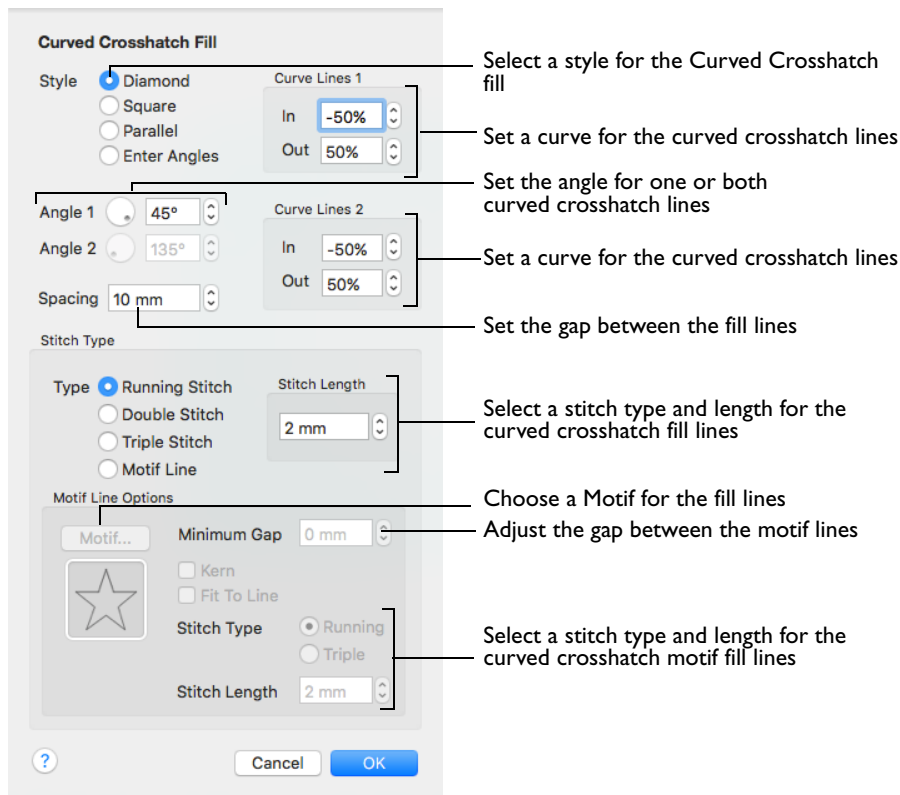 Curved Crosshatch Fill
Style
Diamond
Square
Parallel
Enter Angles
Curve Lines 1
In -50%
Out 50%
Angle 1 45°
Angle 2 135°
Curve Lines 2
In -50%
Out 50%
Spacing 10 mm
Stitch Type
Type
Running Stitch
Double Stitch
Triple Stitch
Motif Line
Stitch Length
2 mm
Motif Line Options
Motif...
Minimum Gap 0 mm
Kern
Fit To Line
Stitch Type
Running
Triple
Stitch Length 2 mm
?
Cancel
OK
Select a style for the Curved Crosshatch
fill
Set a curve for the curved crosshatch lines
Set the angle for one or both
curved crosshatch lines
Set a curve for the curved crosshatch lines
Set the gap between the fill lines
Select a stitch type and length for the
curved crosshatch fill lines
Choose a Motif for the fill lines
Adjust the gap between the motif lines
Select a stitch type and length for the
curved crosshatch motif fill lines